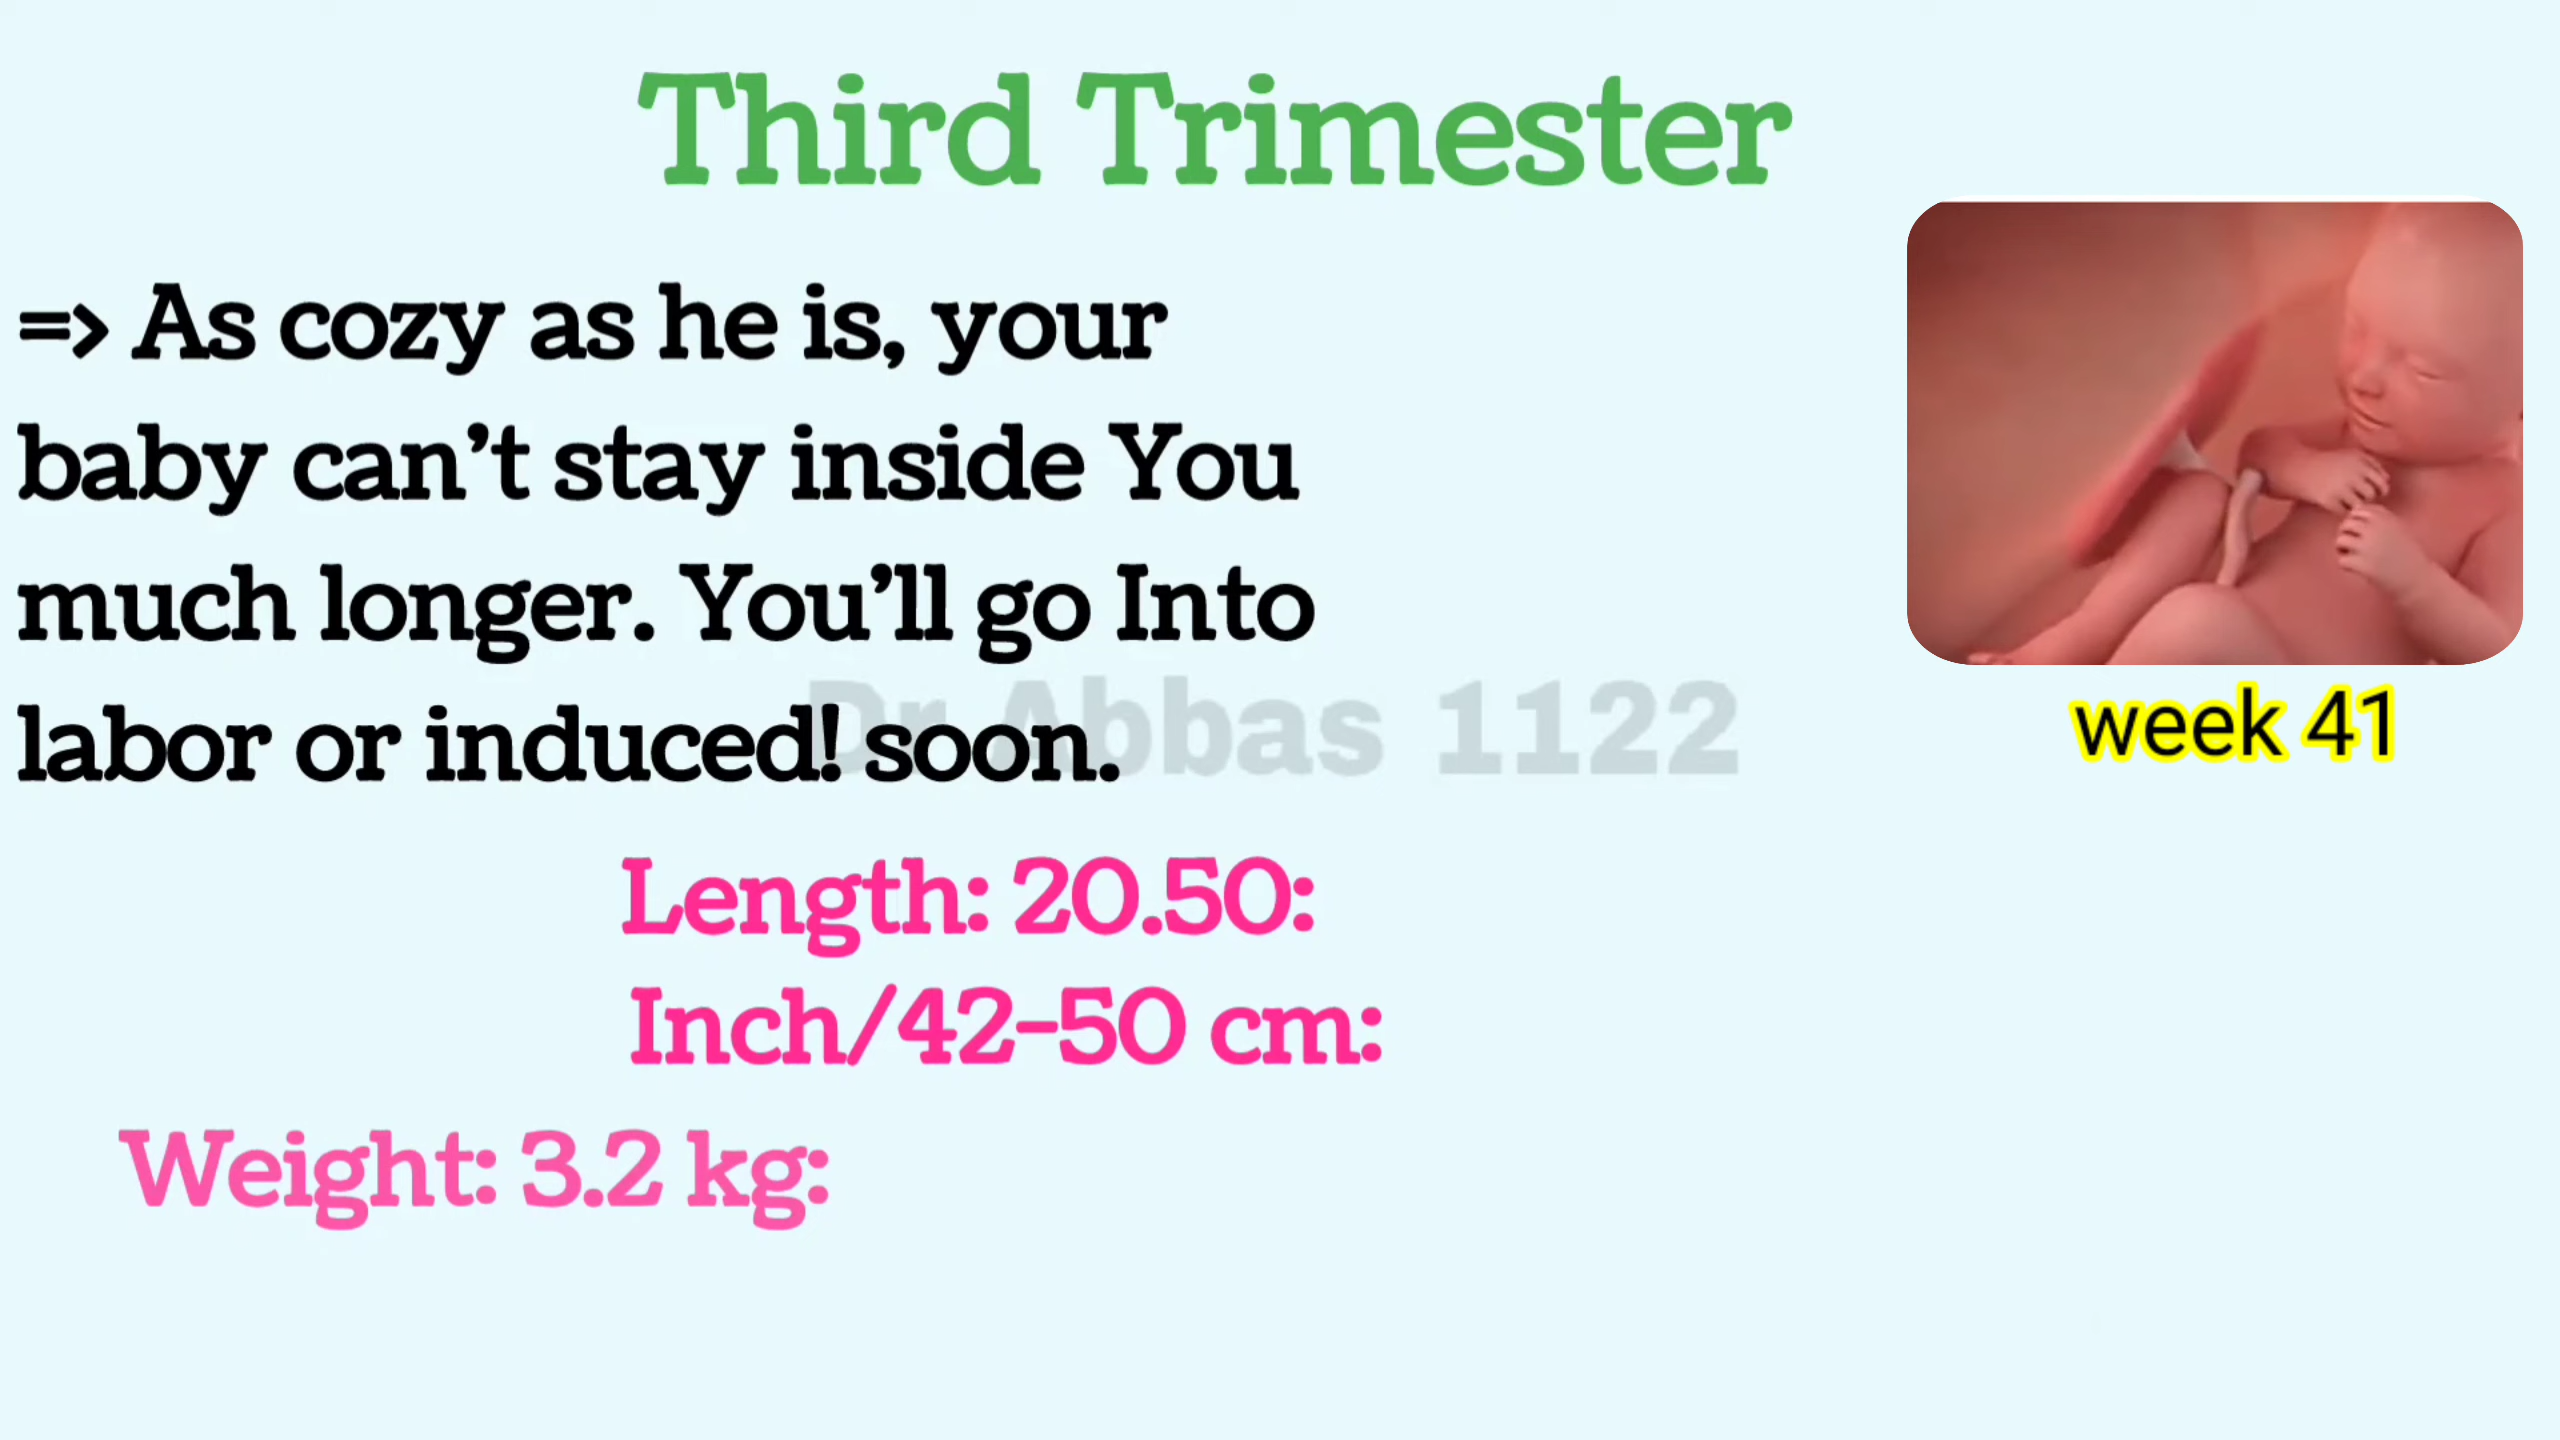 Third Trimester
=> As cozy as he is, your
baby can’t stay inside You
much longer. You’ll go Into
labor or induced! soon.
Dr Abbas 1122
week 41
Length: 20.50:
Inch/42-50 cm:
Weight: 3.2 kg: